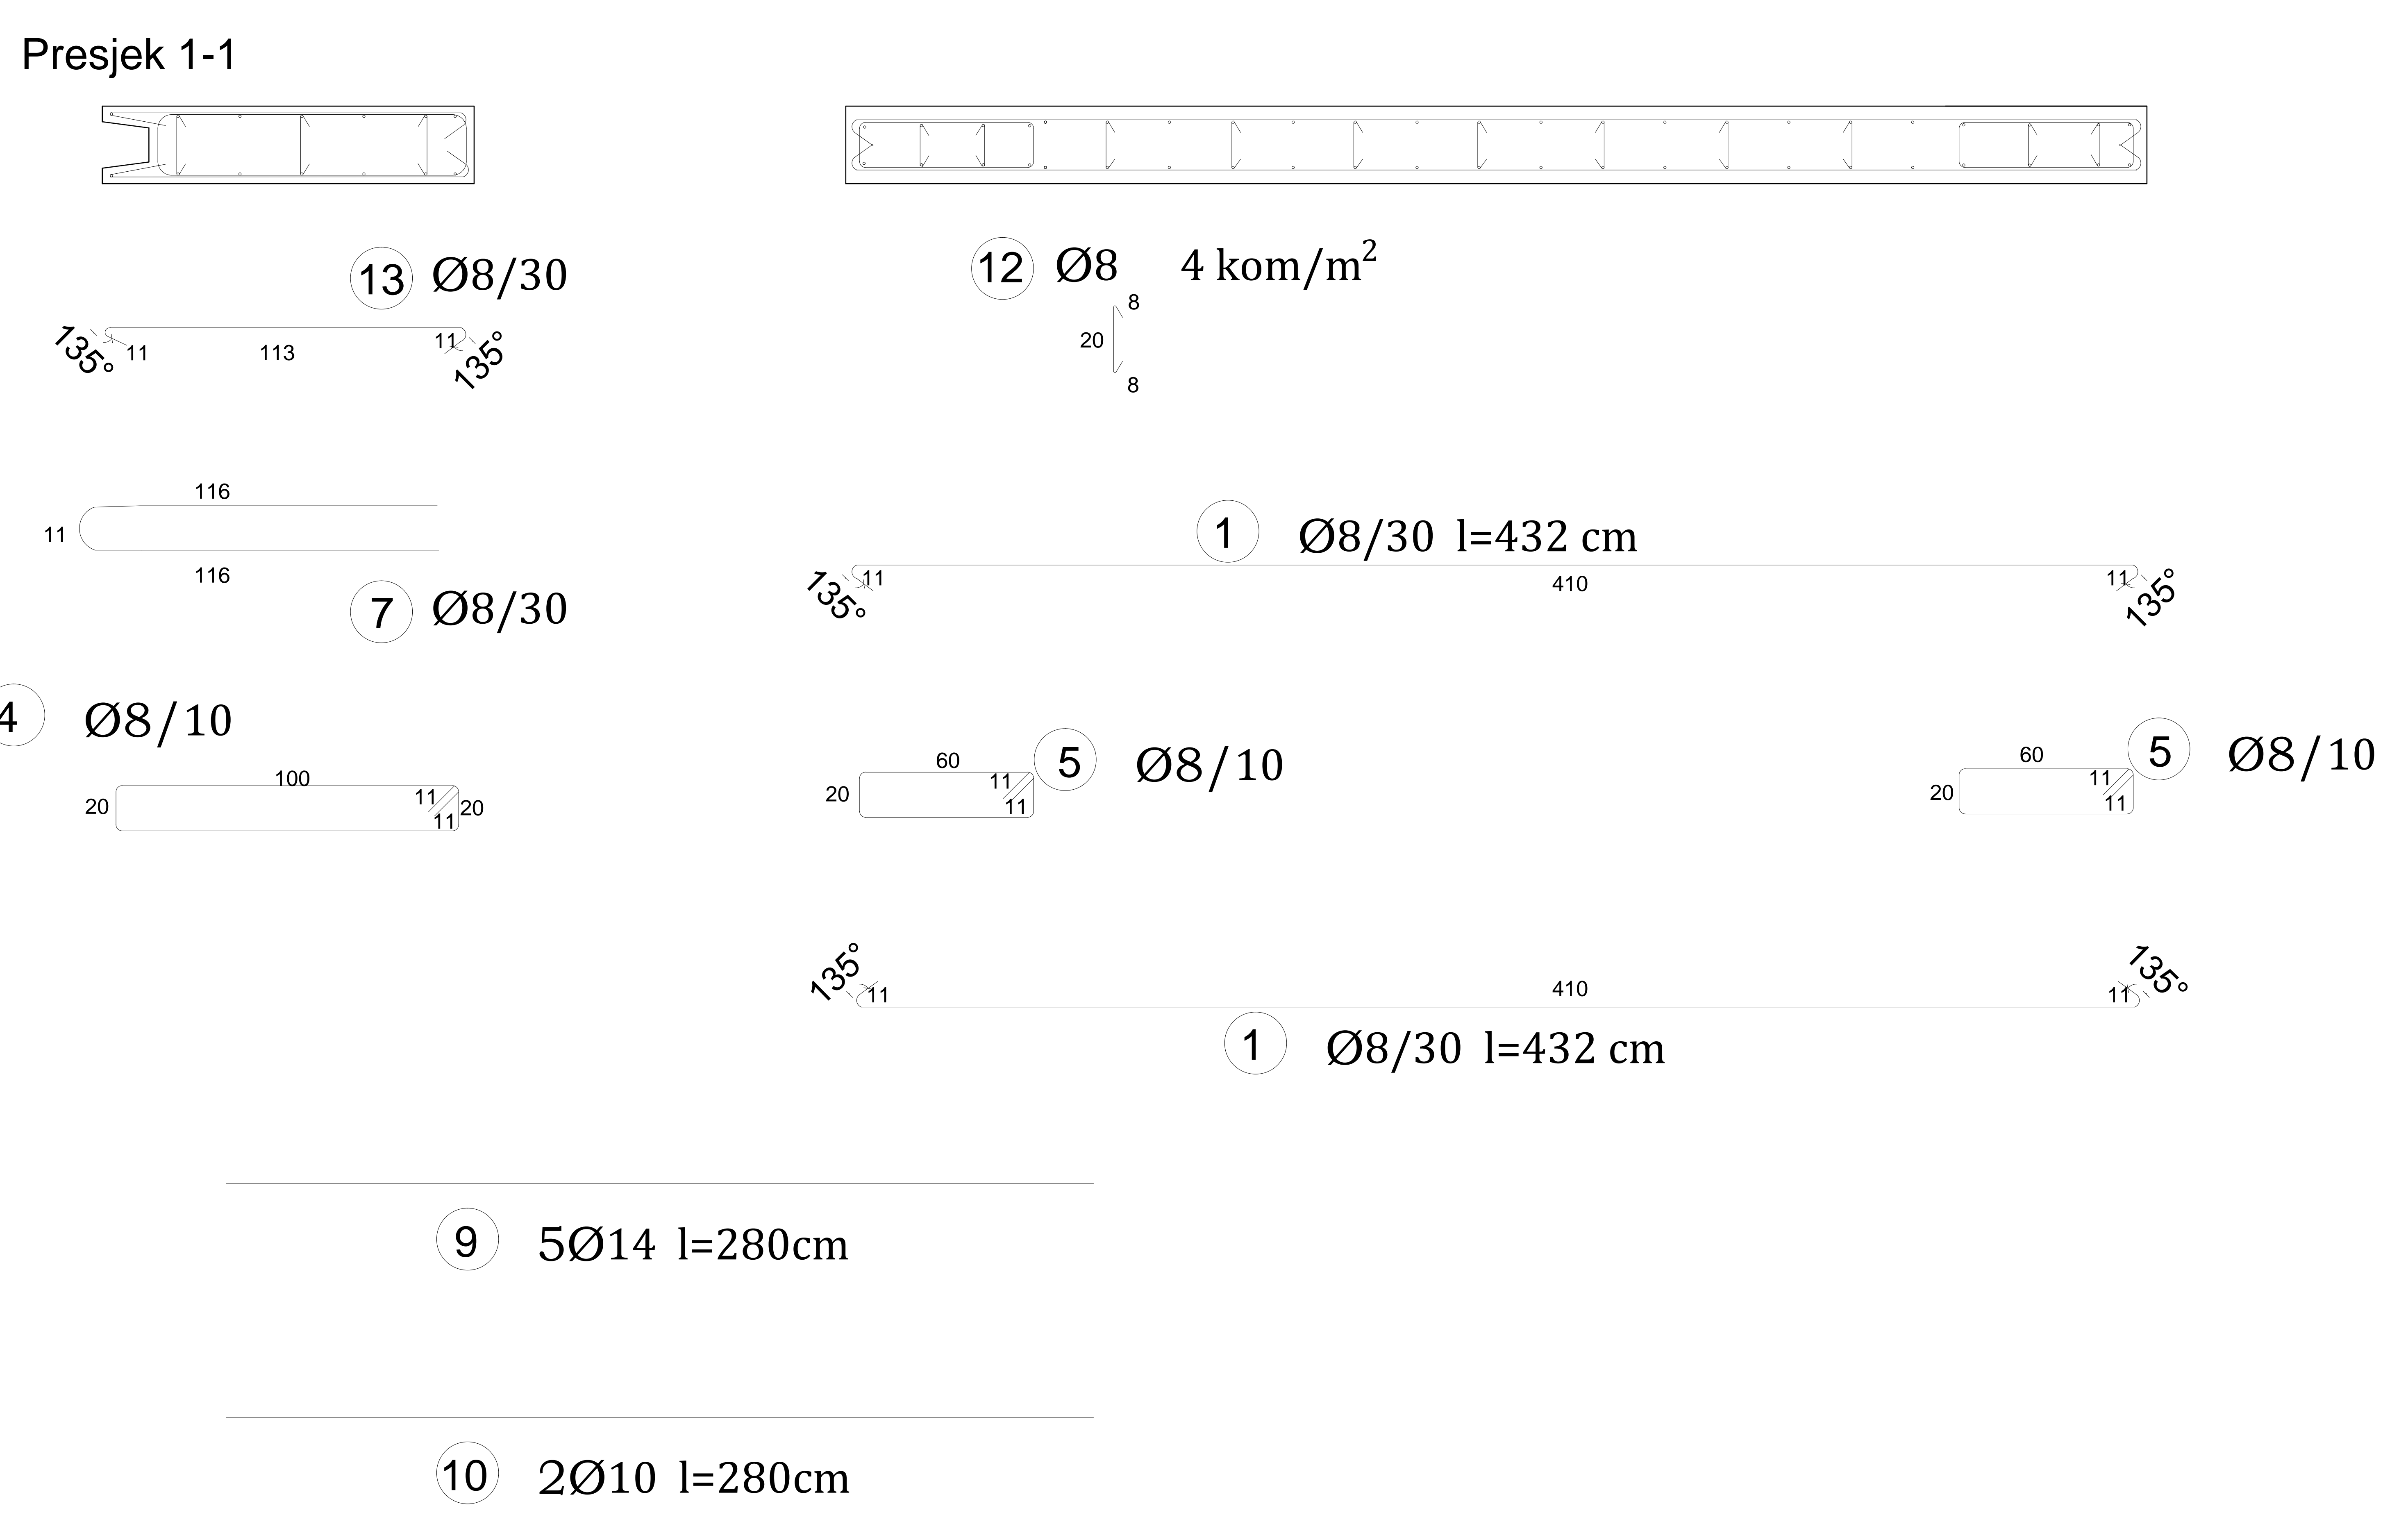 Presjek 1-1
13 Ø8/30
12 Ø8 4 kom/m²
8
20
8
135° 11 113 11 135°
116
11
116
7 Ø8/30
1 Ø8/30 l=432 cm
135° 11 410 11 135°
4 Ø8/10
100
20 11 20
11
5 Ø8/10
60
20 11
11
5 Ø8/10
60
20 11
11
135° 11 410 11 135°
1 Ø8/30 l=432 cm
9 5Ø14 l=280cm
10 2Ø10 l=280cm